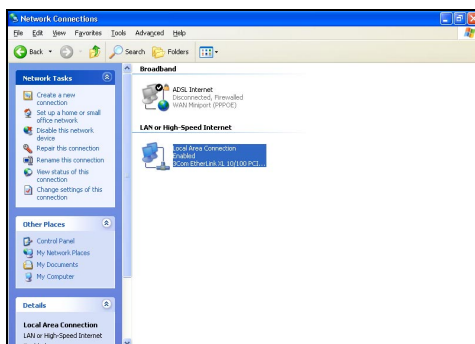 Network Connections
File Edit View Favorites Tools Advanced Help
Back Search Folders
Network Tasks
Create a new
connection
Set up a home or small
office network
Disable this network
device
Repair this connection
Rename this connection
View status of this
connection
Change settings of this
connection
Other Places
Control Panel
My Network Places
My Documents
My Computer
Details
Local Area Connection
LAN or High-Speed Internet
Broadband
ADSL Internet
Disconnected, Firewalled
WAN Miniport (PPPOE)
LAN or High-Speed Internet
Local Area Connection
Enabled
3Com EtherLink XL 10/100 PCI...